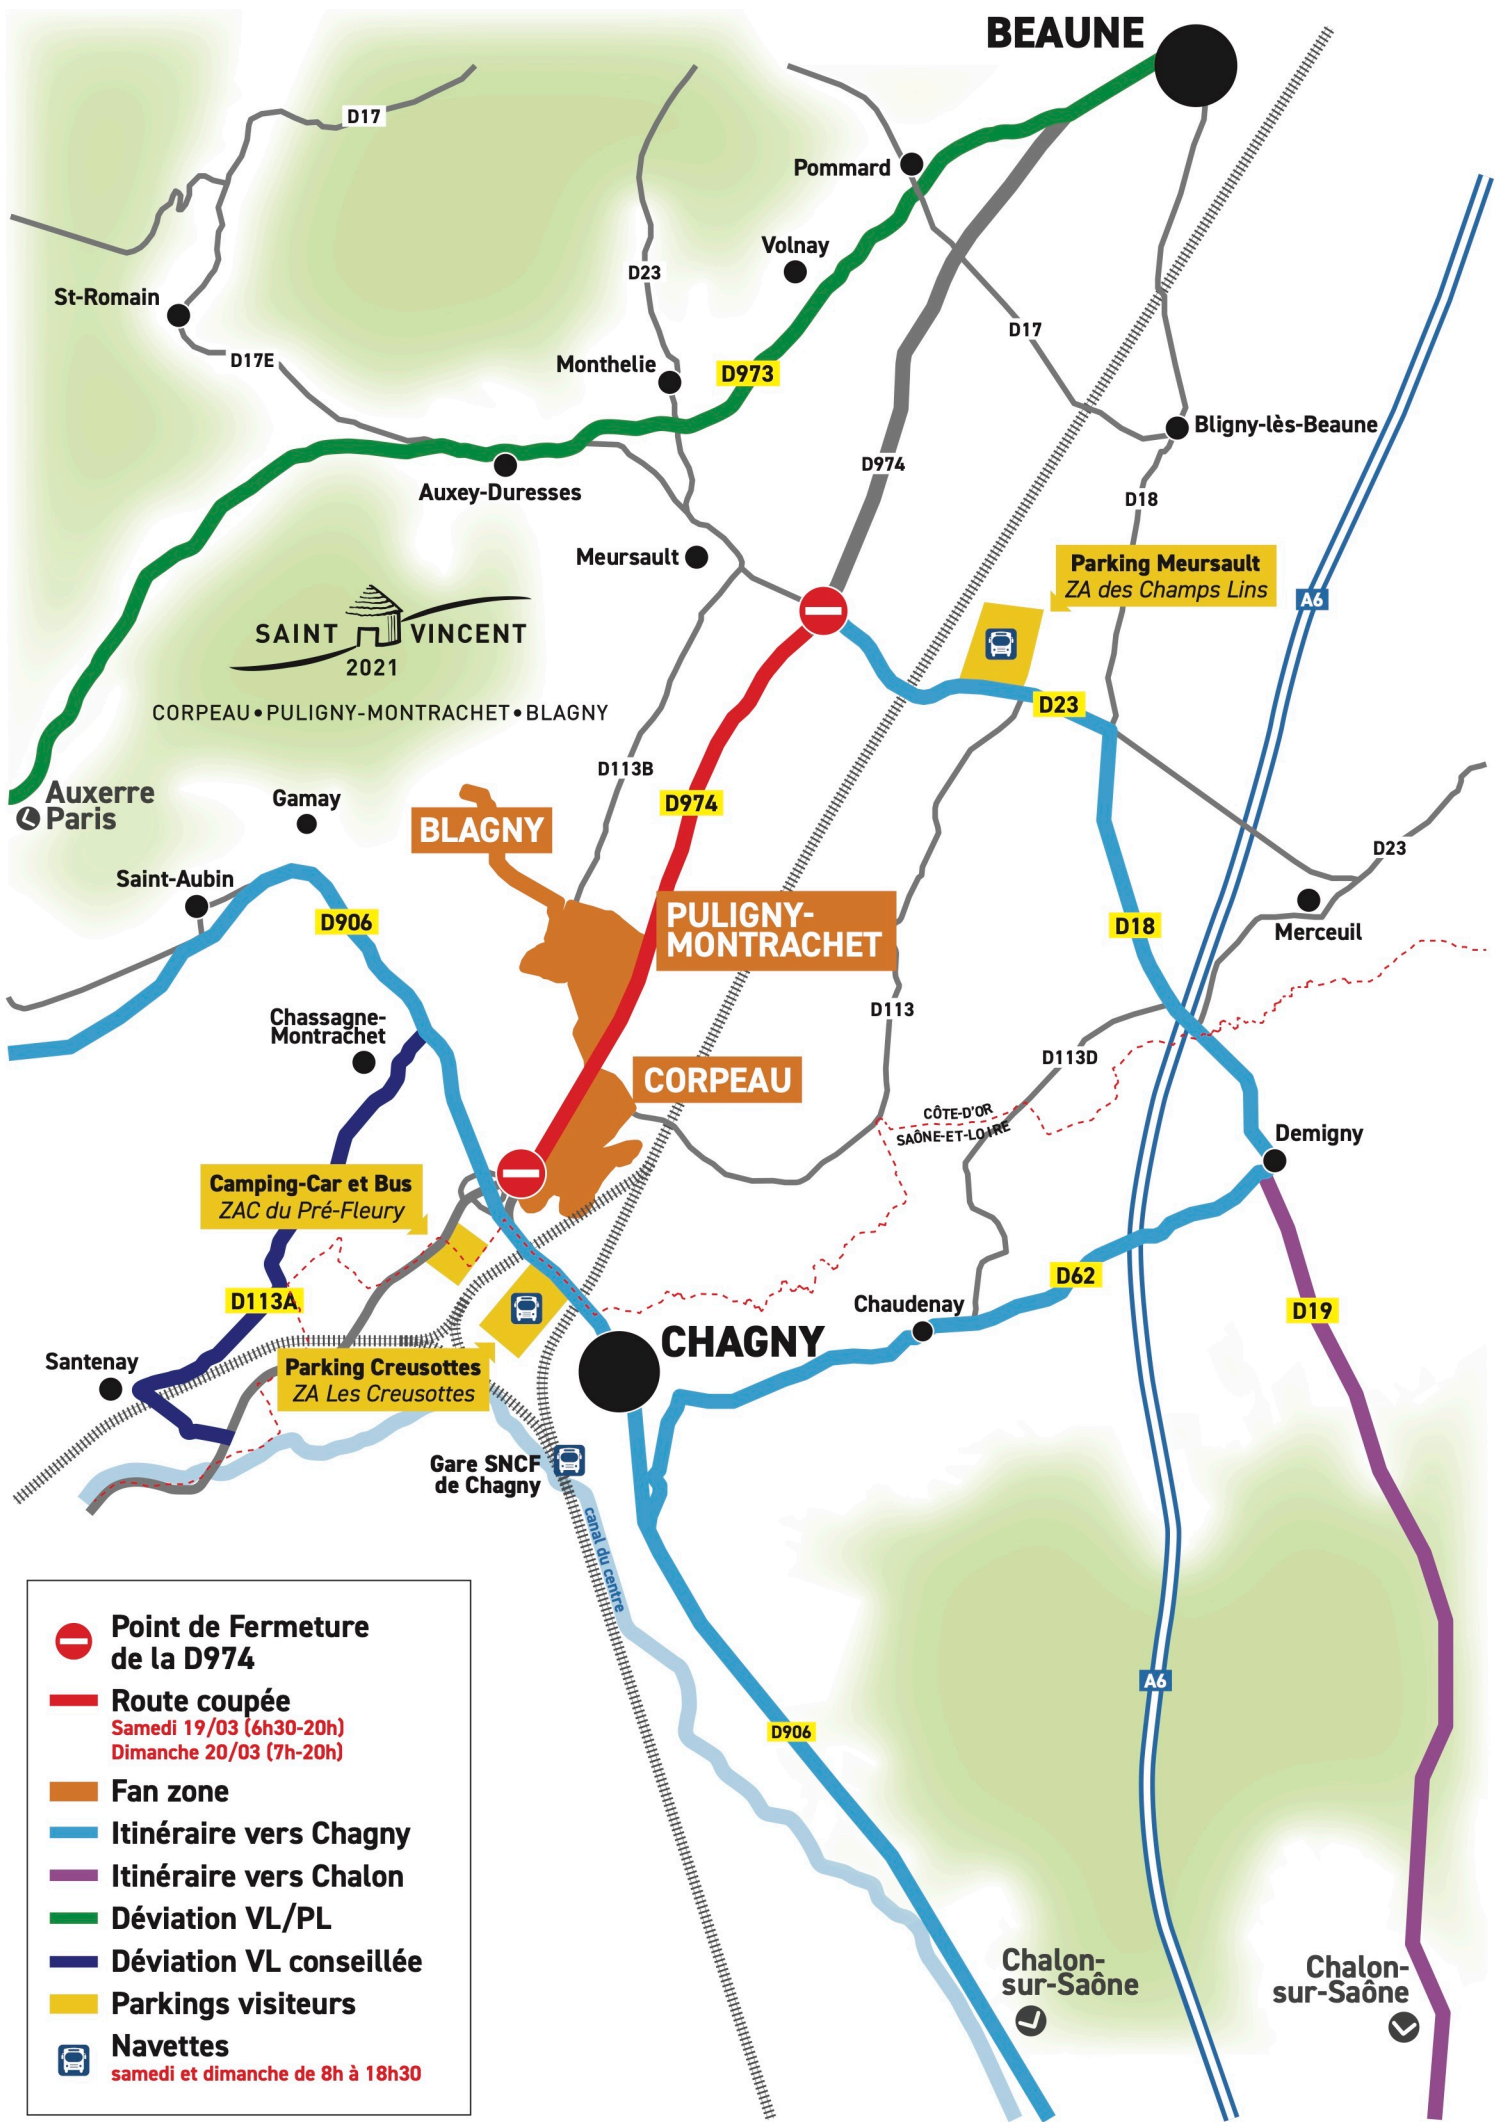 BEAUNE
D17
Pommard
Volnay
D23
St-Romain
D17
D17E
Monthelie
D973
Bligny-lès-Beaune
D974
Auxey-Duresses
D18
Meursault
Parking Meursault
ZA des Champs Lins
A6
SAINT VINCENT
2021
CORPEAU • PULIGNY-MONTRACHET • BLAGNY
D23
D113B
Auxerre
Paris
Gamay
D974
BLAGNY
D23
Saint-Aubin
D906
PULIGNY-
MONTRACHET
D18
Merceuil
Chassagne-
Montrachet
D113
D113D
CORPEAU
CÔTE-D'OR
SAÔNE-ET-LOIRE
Demigny
Camping-Car et Bus
ZAC du Pré-Fleury
D62
D113A
Chaudenay
D19
CHAGNY
Santenay
Parking Creusottes
ZA Les Creusottes
Gare SNCF
de Chagny
canal du centre
Point de Fermeture
de la D974
Route coupée
Samedi 19/03 (6h30-20h)
Dimanche 20/03 (7h-20h)
Fan zone
Itinéraire vers Chagny
Itinéraire vers Chalon
Déviation VL/PL
Déviation VL conseillée
Parkings visiteurs
Navettes
samedi et dimanche de 8h à 18h30
A6
D906
Chalon-
sur-Saône
Chalon-
sur-Saône